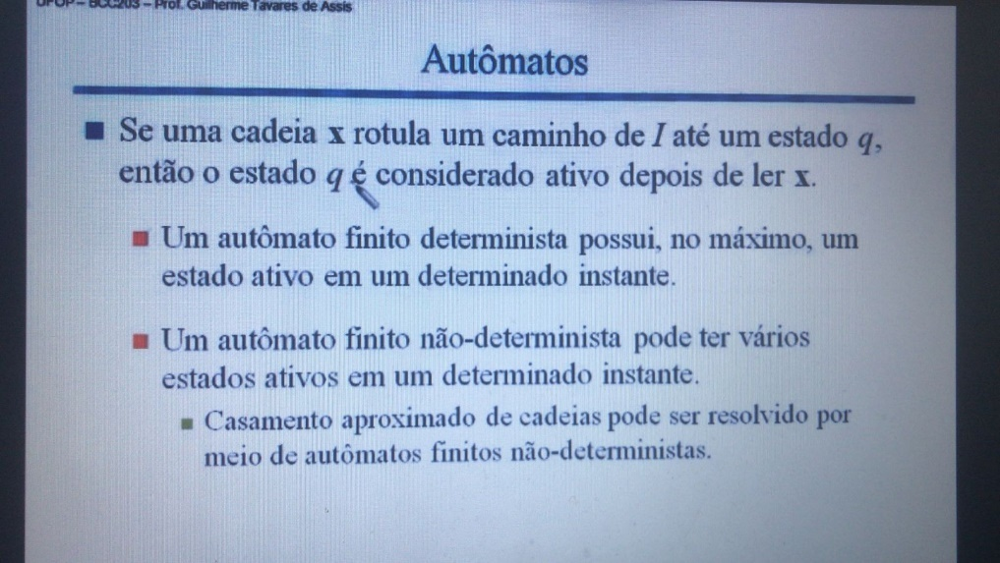 UFOP – BCC203 – Prof. Guilherme Tavares de Assis
Autômatos
Se uma cadeia x rotula um caminho de I até um estado q,
então o estado q é considerado ativo depois de ler x.
Um autômato finito determinista possui, no máximo, um
estado ativo em um determinado instante.
Um autômato finito não-determinista pode ter vários
estados ativos em um determinado instante.
Casamento aproximado de cadeias pode ser resolvido por
meio de autômatos finitos não-deterministas.